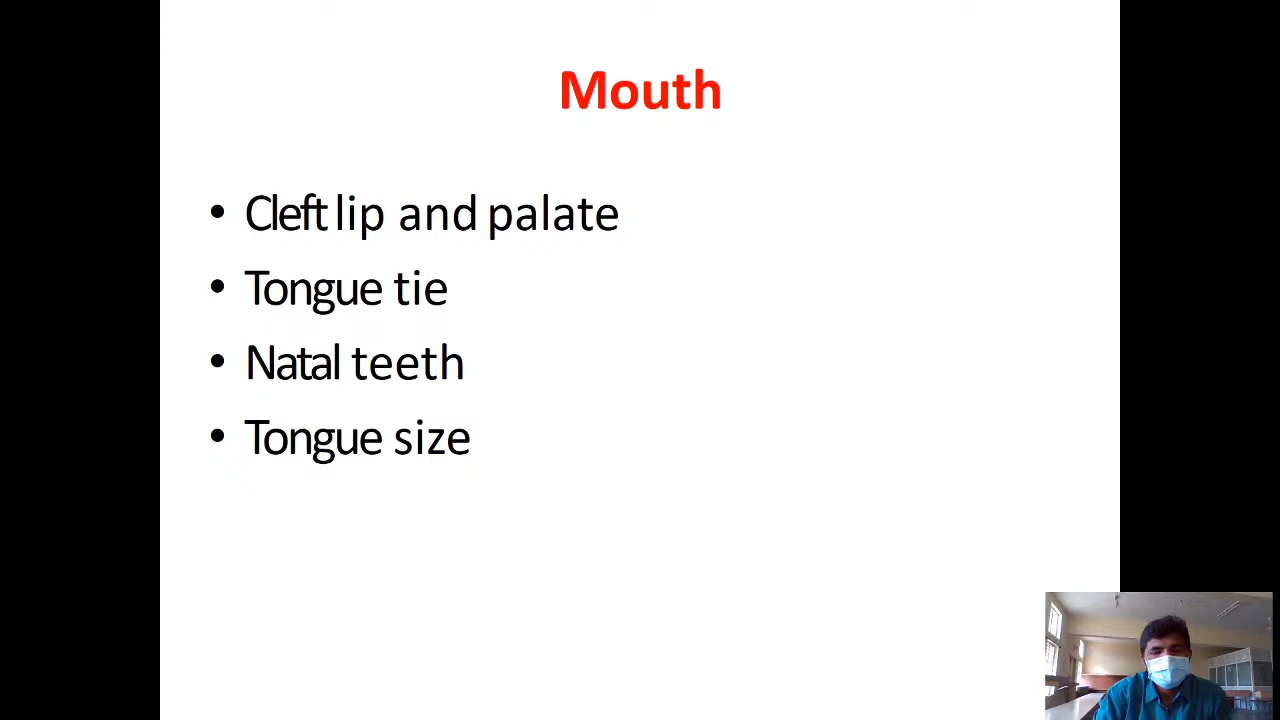 Mouth
• Cleft lip and palate
• Tongue tie
• Natal teeth
• Tongue size